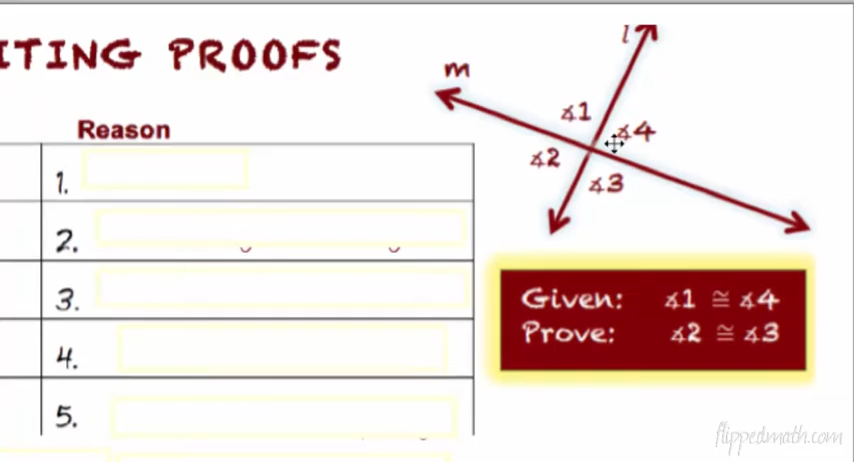 ITING PROOFS
l
m
Reason
∡1
∡4
∡2
∡3
1.
2.
3.
4.
5.
Given: ∡1 ≅ ∡4
Prove: ∡2 ≅ ∡3
flippedmath.com